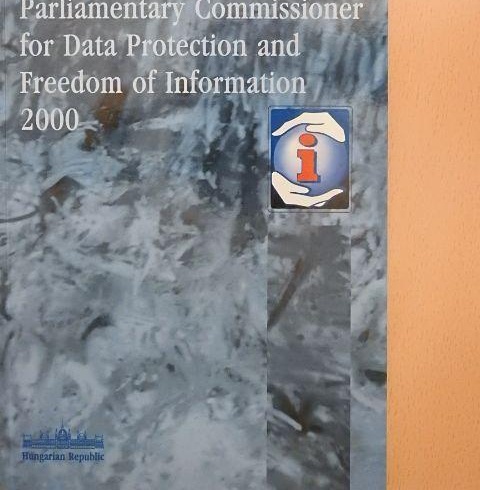 Parliamentary Commissioner
for Data Protection and
Freedom of Information
2000
i
Hungarian Republic